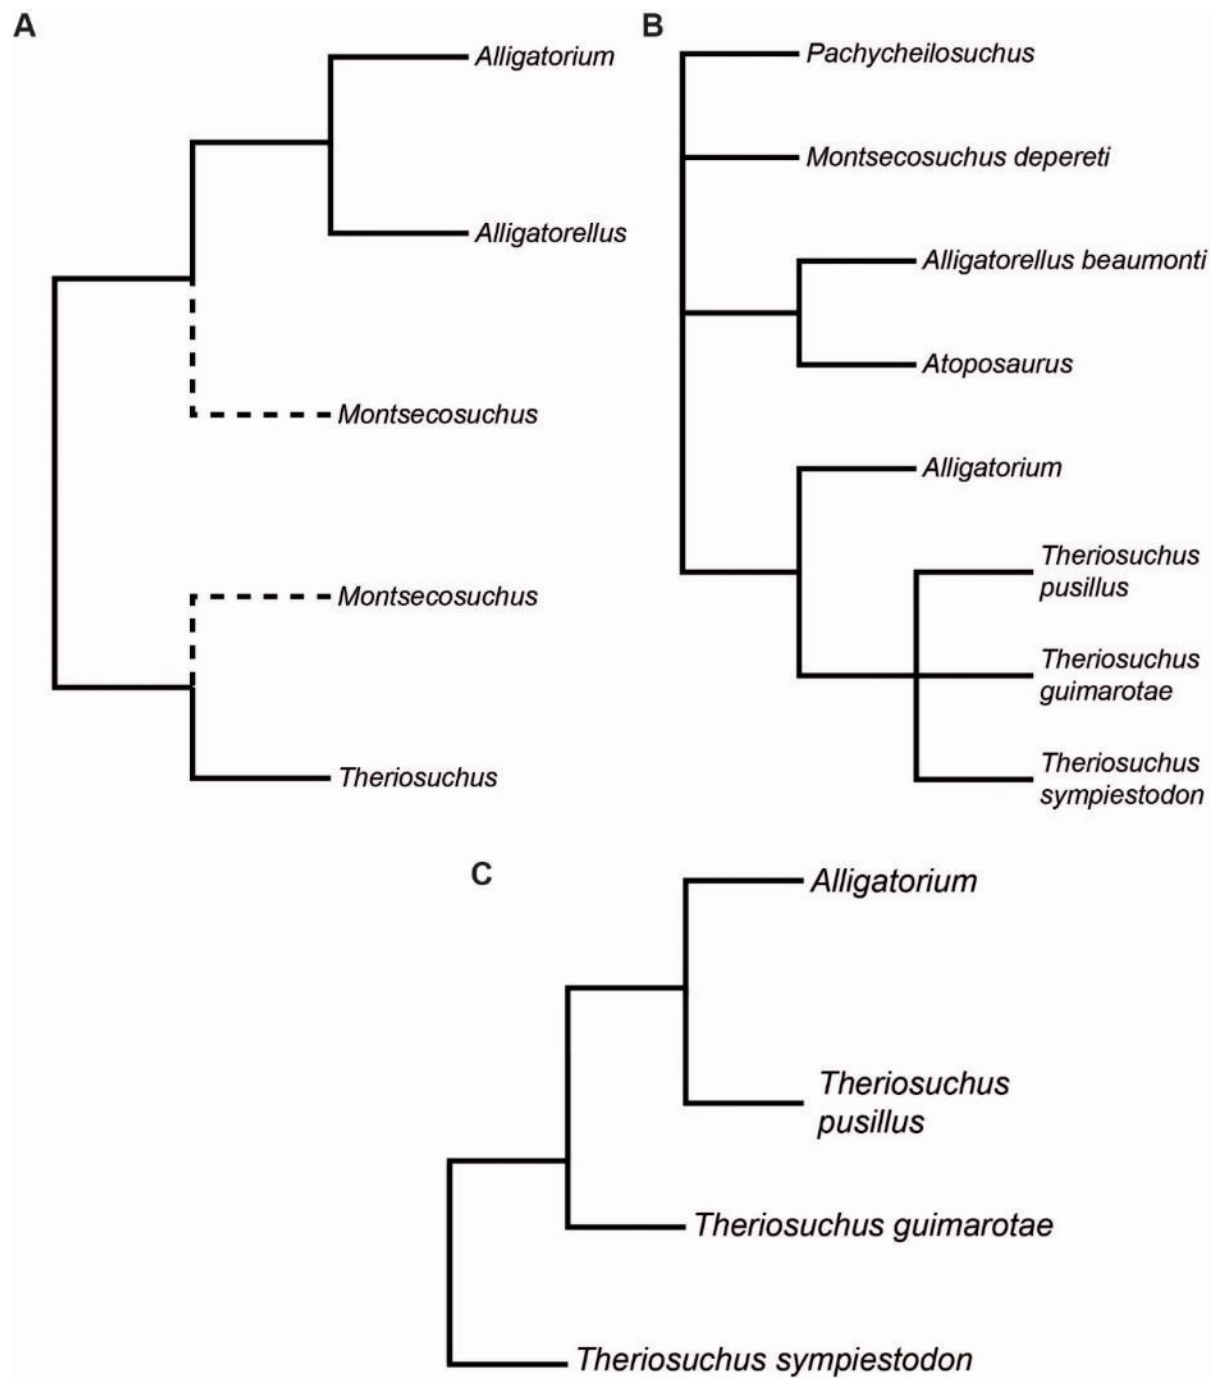 A
Alligatorium
Alligatorellus
Montsecosuchus
Montsecosuchus
Theriosuchus
B
Pachycheilosuchus
Montsecosuchus depereti
Alligatorellus beaumonti
Atoposaurus
Alligatorium
Theriosuchus
pusillus
Theriosuchus
guimarotae
Theriosuchus
sympiestodon
C
Alligatorium
Theriosuchus
pusillus
Theriosuchus guimarotae
Theriosuchus sympiestodon